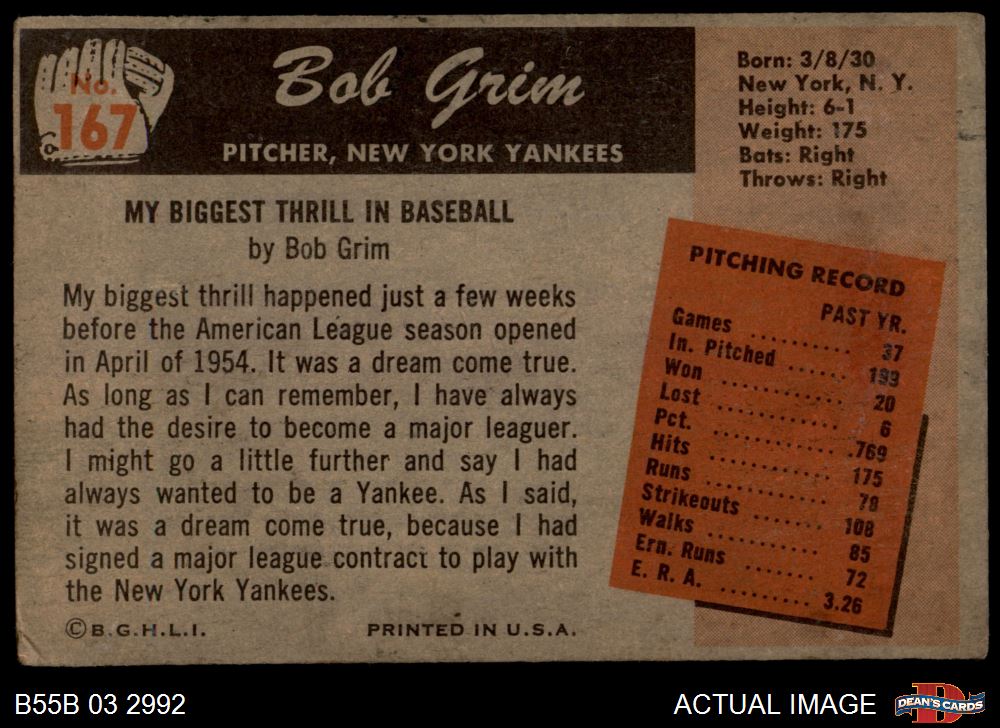 No.
167
Bob Grim
PITCHER, NEW YORK YANKEES
Born: 3/8/30
New York, N. Y.
Height: 6-1
Weight: 175
Bats: Right
Throws: Right
MY BIGGEST THRILL IN BASEBALL
by Bob Grim
My biggest thrill happened just a few weeks
before the American League season opened
in April of 1954. It was a dream come true.
As long as I can remember, I have always
had the desire to become a major leaguer.
I might go a little further and say I had
always wanted to be a Yankee. As I said,
it was a dream come true, because I had
signed a major league contract to play with
the New York Yankees.
©B.G.H.L.I. PRINTED IN U.S.A.
PITCHING RECORD
PAST YR.
Games .......... 37
In. Pitched ...... 199
Won ............ 20
Lost ............ 6
Pct. ............ .769
Hits ............ 175
Runs ............ 78
Strikeouts ....... 108
Walks .......... 85
Ern. Runs ....... 72
E. R. A. .......... 3.26
B55B 03 2992
ACTUAL IMAGE
D
DEAN'S CARDS